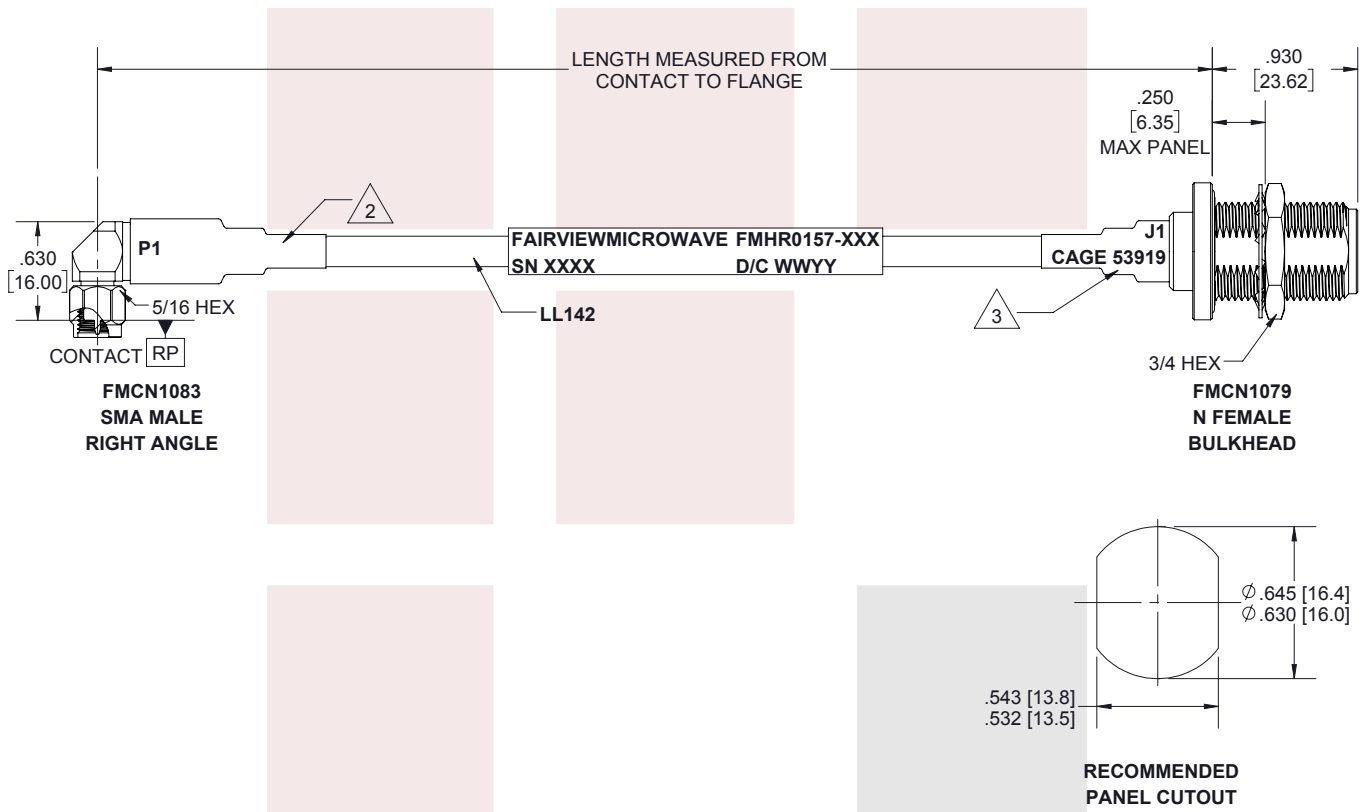 LENGTH MEASURED FROM
CONTACT TO FLANGE
.930
[23.62]
.250
[6.35]
MAX PANEL
2
P1
.630
[16.00]
5/16 HEX
CONTACT RP
FMCN1083
SMA MALE
RIGHT ANGLE
FAIRVIEWMICROWAVE FMHR0157-XXX
SN XXXX D/C WWYY
LL142
J1
CAGE 53919
3
3/4 HEX
FMCN1079
N FEMALE
BULKHEAD
∅ .645 [16.4]
∅ .630 [16.0]
.543 [13.8]
.532 [13.5]
RECOMMENDED
PANEL CUTOUT